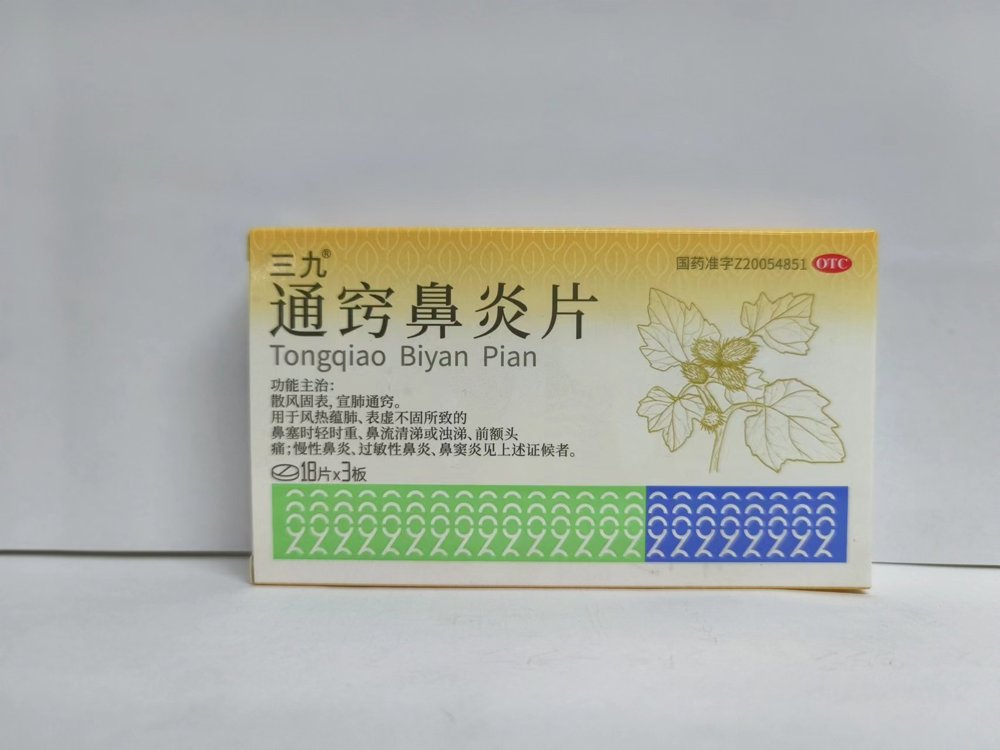 三九®
国药准字Z20054851 OTC
通窍鼻炎片
Tongqiao Biyan Pian
功能主治：
散风固表，宣肺通窍。
用于风热蕴肺、表虚不固所致的
鼻塞时轻时重、鼻流清涕或浊涕、前额头
痛；慢性鼻炎、过敏性鼻炎、鼻窦炎见上述证候者。
18片x3板